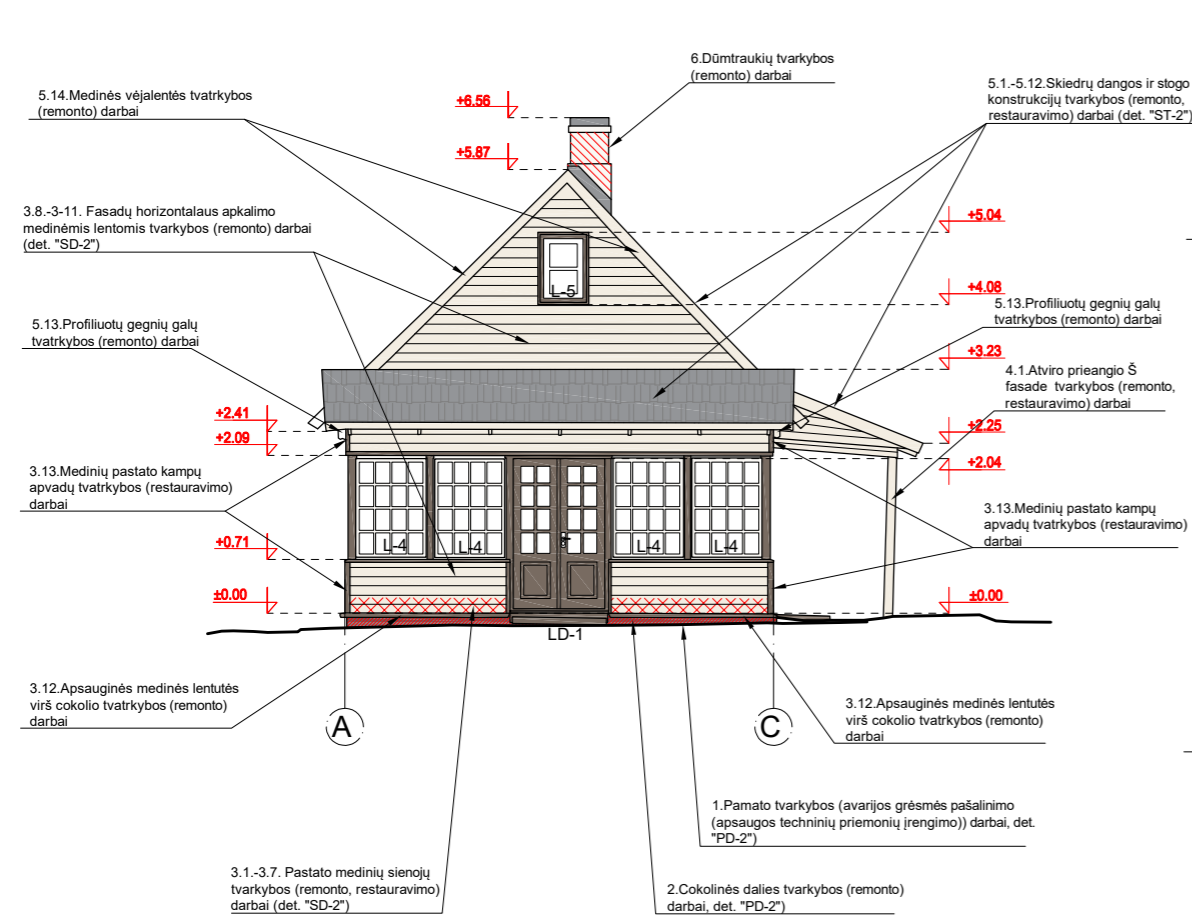 6.Dūmtraukių tvarkybos
(remonto) darbai
5.1.-5.12.Skiedrų dangos ir stogo
konstrukcijų tvarkybos (remonto,
restauravimo) darbai (det. "ST-2")
5.14.Medinės vėjalentės tvatrkybos
(remonto) darbai
+6.56
+5.87
3.8.-3-11. Fasadų horizontalaus apkalimo
medinėmis lentomis tvarkybos (remonto) darbai
(det. "SD-2")
+5.04
L-5
+4.08
5.13.Profiliuotų gegnių galų
tvatrkybos (remonto) darbai
5.13.Profiliuotų gegnių galų
tvatrkybos (remonto) darbai
+3.23
4.1.Atviro prieangio Š
fasade tvarkybos (remonto,
restauravimo) darbai
+2.41
+2.09
+2.25
+2.04
3.13.Medinių pastato kampų
apvadų tvatrkybos (restauravimo)
darbai
3.13.Medinių pastato kampų
apvadų tvatrkybos (restauravimo)
darbai
+0.71
L-4
L-4
L-4
L-4
±0.00
±0.00
LD-1
3.12.Apsauginės medinės lentutės
virš cokolio tvatrkybos (remonto)
darbai
A
C
3.12.Apsauginės medinės lentutės
virš cokolio tvatrkybos (remonto)
darbai
1.Pamato tvarkybos (avarijos grėsmės pašalinimo
(apsaugos techninių priemonių įrengimo)) darbai, det.
"PD-2")
3.1.-3.7. Pastato medinių sienojų
tvarkybos (remonto, restauravimo)
darbai (det. "SD-2")
2.Cokolinės dalies tvarkybos (remonto)
darbai, det. "PD-2")